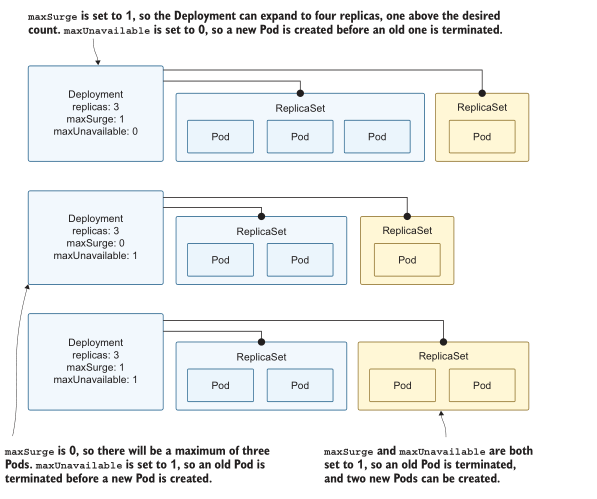 maxSurge is set to 1, so the Deployment can expand to four replicas, one above the desired
count. maxUnavailable is set to 0, so a new Pod is created before an old one is terminated.
Deployment
replicas: 3
maxSurge: 1
maxUnavailable: 0
ReplicaSet
Pod
Pod
Pod
ReplicaSet
Pod
Deployment
replicas: 3
maxSurge: 0
maxUnavailable: 1
ReplicaSet
Pod
Pod
ReplicaSet
Pod
Deployment
replicas: 3
maxSurge: 1
maxUnavailable: 1
ReplicaSet
Pod
Pod
ReplicaSet
Pod
Pod
maxSurge is 0, so there will be a maximum of three
Pods. maxUnavailable is set to 1, so an old Pod is
terminated before a new Pod is created.
maxSurge and maxUnavailable are both
set to 1, so an old Pod is terminated,
and two new Pods can be created.